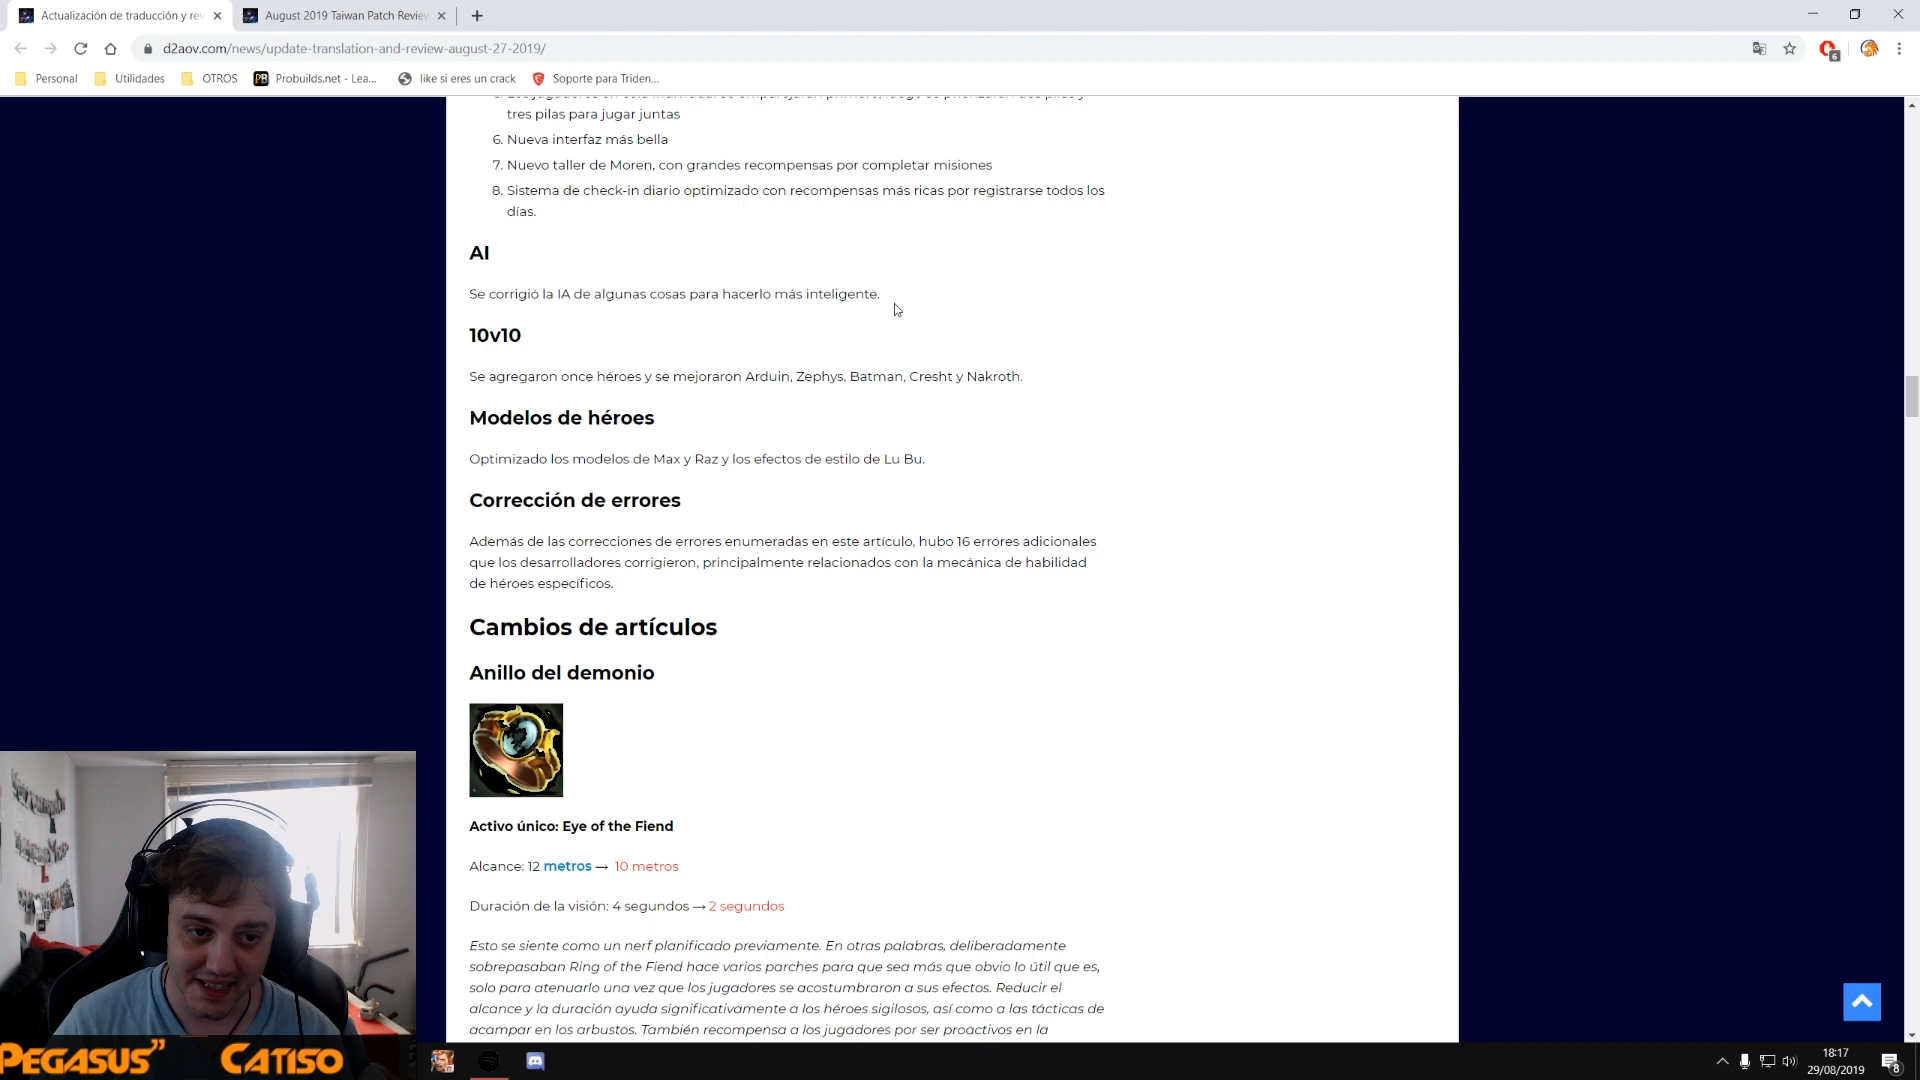 Actualización de traducción y re
August 2019 Taiwan Patch Review
d2aov.com/news/update-translation-and-review-august-27-2019/
6
Personal
Utilidades
OTROS
PB
Probuilds.net - Lea...
like si eres un crack
Soporte para Triden...
tres pilas para jugar juntas
6. Nueva interfaz más bella
7. Nuevo taller de Moren, con grandes recompensas por completar misiones
8. Sistema de check-in diario optimizado con recompensas más ricas por registrarse todos los
días.
AI
Se corrigió la IA de algunas cosas para hacerlo más inteligente.
10v10
Se agregaron once héroes y se mejoraron Arduin, Zephys, Batman, Cresht y Nakroth.
Modelos de héroes
Optimizado los modelos de Max y Raz y los efectos de estilo de Lu Bu.
Corrección de errores
Además de las correcciones de errores enumeradas en este artículo, hubo 16 errores adicionales
que los desarrolladores corrigieron, principalmente relacionados con la mecánica de habilidad
de héroes específicos.
Cambios de artículos
Anillo del demonio
Activo único: Eye of the Fiend
Alcance: 12 metros → 10 metros
Duración de la visión: 4 segundos → 2 segundos
Esto se siente como un nerf planificado previamente. En otras palabras, deliberadamente
sobrepasaban Ring of the Fiend hace varios parches para que sea más que obvio lo útil que es,
solo para atenuarlo una vez que los jugadores se acostumbraron a sus efectos. Reducir el
alcance y la duración ayuda significativamente a los héroes sigilosos, así como a las tácticas de
acampar en los arbustos. También recompensa a los jugadores por ser proactivos en la
PEGASUS” CATISO
18:17
29/08/2019
8